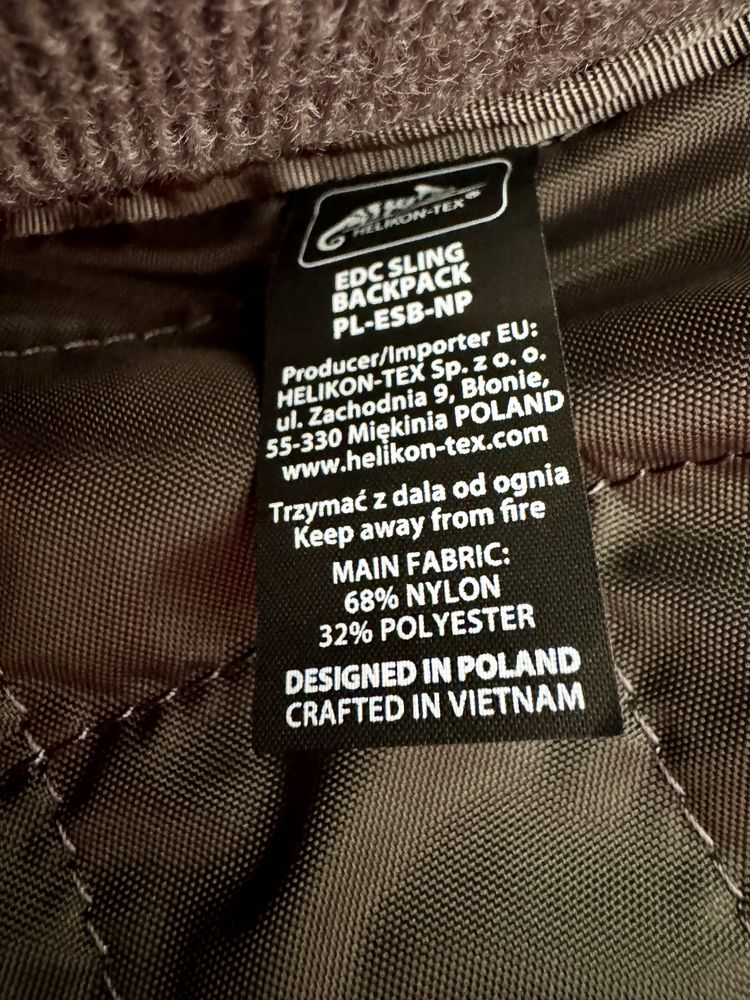 HELIKON-TEX®
EDC SLING
BACKPACK
PL-ESB-NP
Producer/Importer EU:
HELIKON-TEX Sp. z o. o.
ul. Zachodnia 9, Błonie,
55-330 Miękinia POLAND
www.helikon-tex.com
Trzymać z dala od ognia
Keep away from fire
MAIN FABRIC:
68% NYLON
32% POLYESTER
DESIGNED IN POLAND
CRAFTED IN VIETNAM